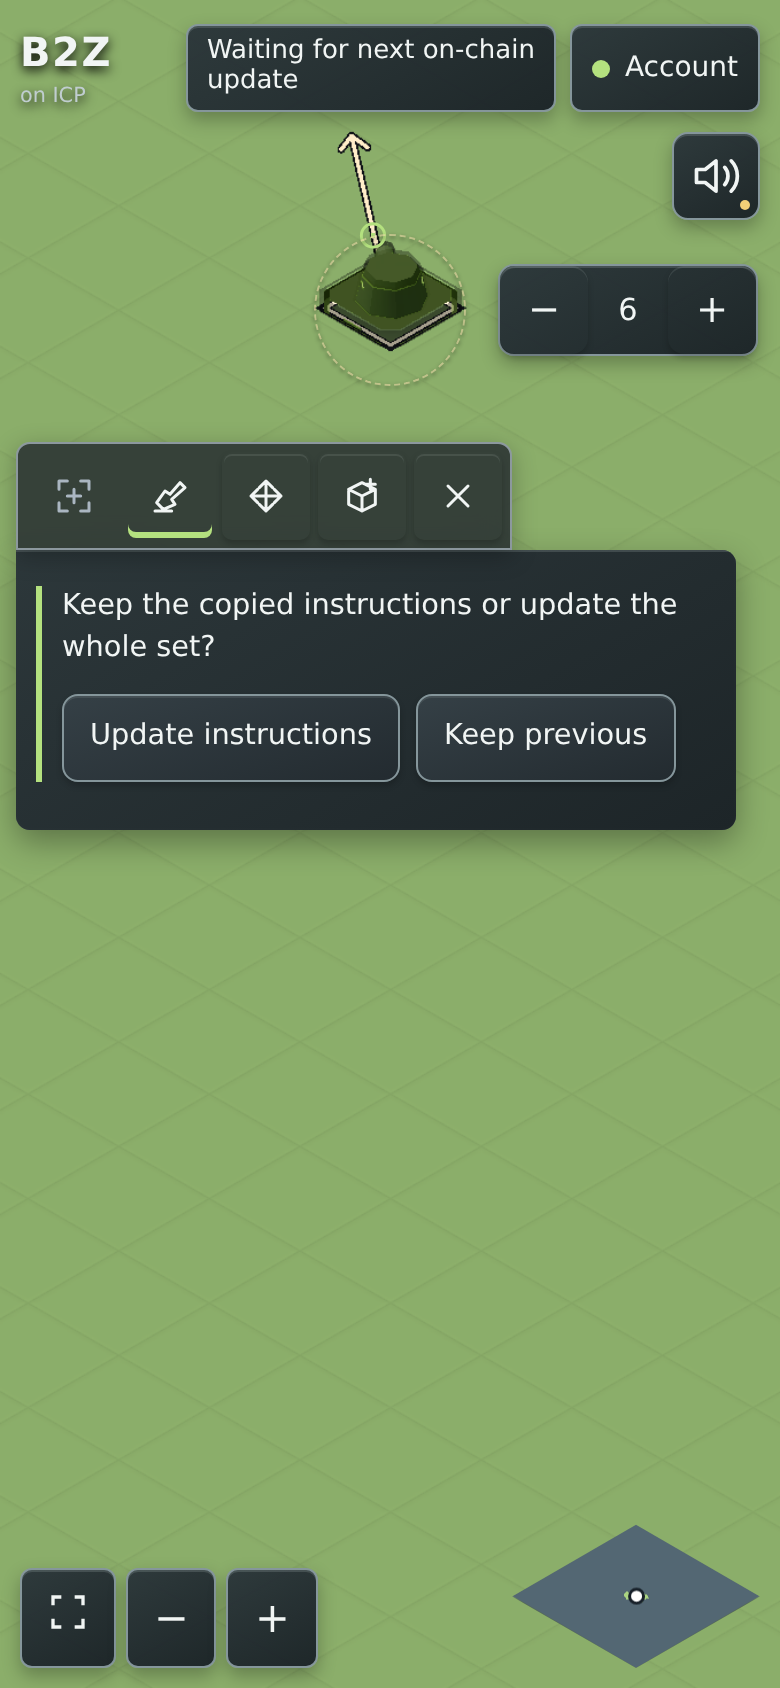 B2Z
on ICP
Waiting for next on-chain
update
Account
6
Keep the copied instructions or update the
whole set?
Update instructions
Keep previous